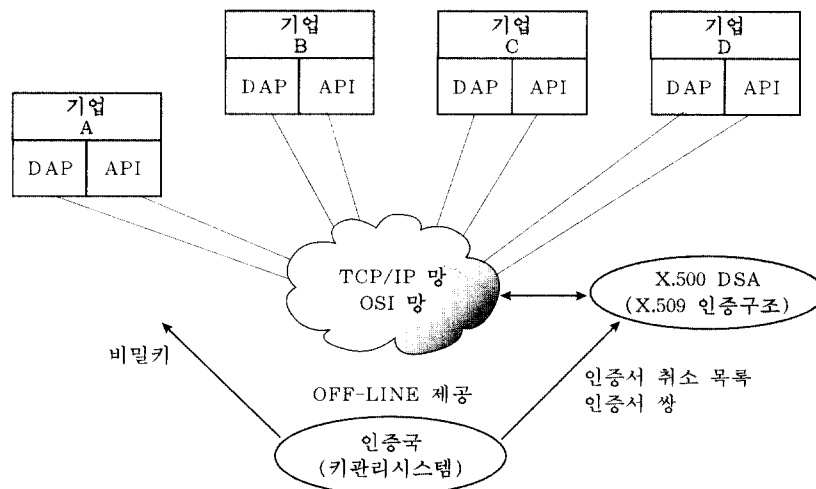 기업
B
DAP API
기업
C
DAP API
기업
D
DAP API
기업
A
DAP API
TCP/IP 망
OSI 망
X.500 DSA
(X.509 인증구조)
비밀키
OFF-LINE 제공
인증서 취소 목록
인증서 쌍
인증국
(키관리시스템)